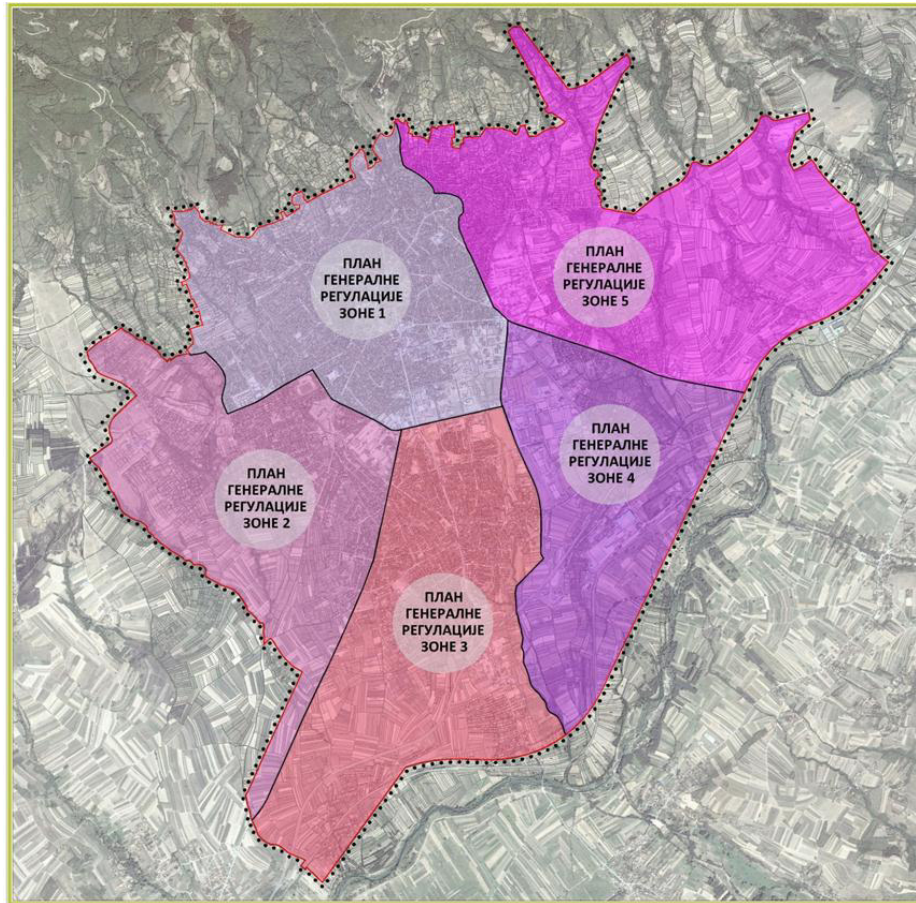 ПЛАН
ГЕНЕРАЛНЕ
РЕГУЛАЦИЈЕ
ЗОНЕ 1
ПЛАН
ГЕНЕРАЛНЕ
РЕГУЛАЦИЈЕ
ЗОНЕ 5
ПЛАН
ГЕНЕРАЛНЕ
РЕГУЛАЦИЈЕ
ЗОНЕ 4
ПЛАН
ГЕНЕРАЛНЕ
РЕГУЛАЦИЈЕ
ЗОНЕ 2
ПЛАН
ГЕНЕРАЛНЕ
РЕГУЛАЦИЈЕ
ЗОНЕ 3